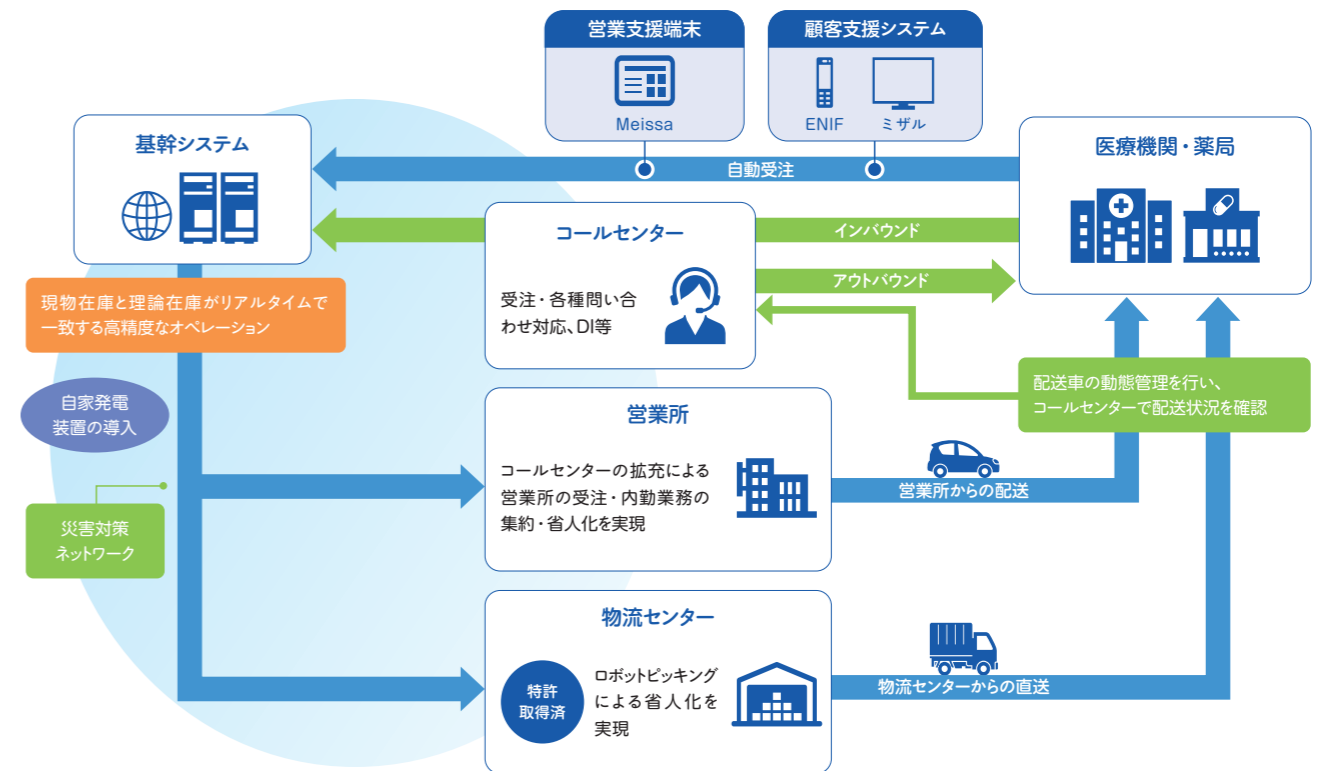 営業支援端末
Meissa
顧客支援システム
ENIF
ミザル
基幹システム
医療機関・薬局
自動受注
コールセンター
受注・各種問い合
わせ対応、DI等
インバウンド
アウトバウンド
現物在庫と理論在庫がリアルタイムで
一致する高精度なオペレーション
自家発電
装置の導入
災害対策
ネットワーク
配送車の動態管理を行い、
コールセンターで配送状況を確認
営業所
コールセンターの拡充による
営業所の受注・内勤業務の
集約・省人化を実現
営業所からの配送
物流センター
特許
取得済
ロボットピッキング
による省人化を
実現
物流センターからの直送